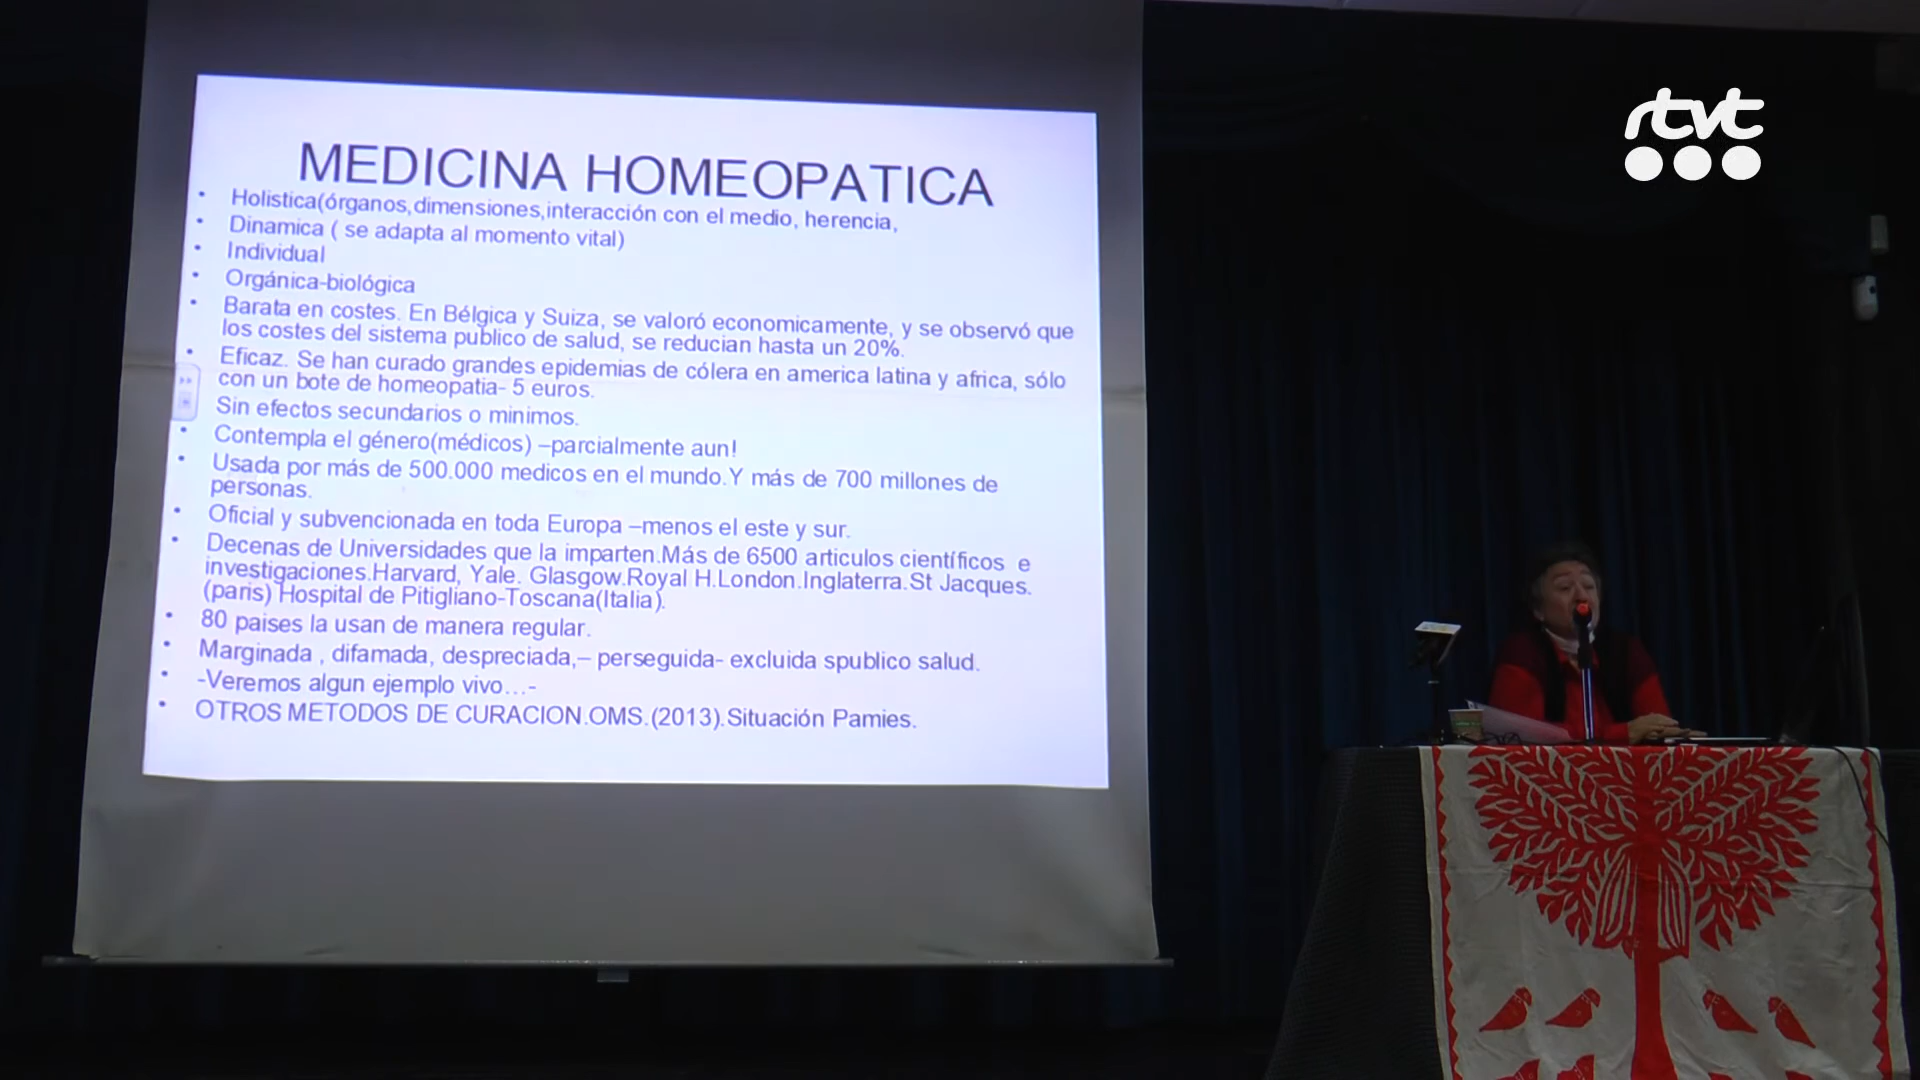 rtvt
MEDICINA HOMEOPATICA
• Holistica(órganos,dimensiones,interacción con el medio, herencia,
• Dinamica ( se adapta al momento vital)
• Individual
• Orgánica-biológica
• Barata en costes. En Bélgica y Suiza, se valoró economicamente, y se observó que
los costes del sistema publico de salud, se reducian hasta un 20%.
• Eficaz. Se han curado grandes epidemias de cólera en america latina y africa, sólo
con un bote de homeopatia- 5 euros.
Sin efectos secundarios o minimos.
• Contempla el género(médicos) –parcialmente aun!
• Usada por más de 500.000 medicos en el mundo.Y más de 700 millones de
personas.
• Oficial y subvencionada en toda Europa –menos el este y sur.
• Decenas de Universidades que la imparten.Más de 6500 articulos científicos e
investigaciones.Harvard, Yale. Glasgow.Royal H.London.Inglaterra.St Jacques.
(paris) Hospital de Pitigliano-Toscana(Italia).
• 80 paises la usan de manera regular.
• Marginada , difamada, despreciada,– perseguida- excluida spublico salud.
• -Veremos algun ejemplo vivo…-
• OTROS METODOS DE CURACION.OMS.(2013).Situación Pamies.